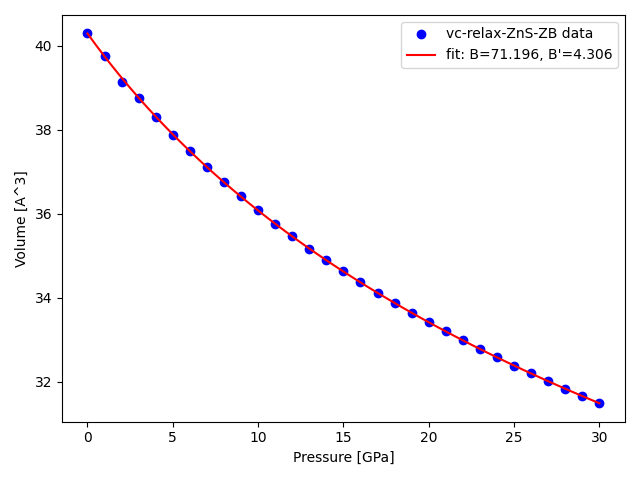 vc-relax-ZnS-ZB data
fit: B=71.196, B'=4.306
40
38
36
34
32
Volume [A^3]
0 5 10 15 20 25 30
Pressure [GPa]